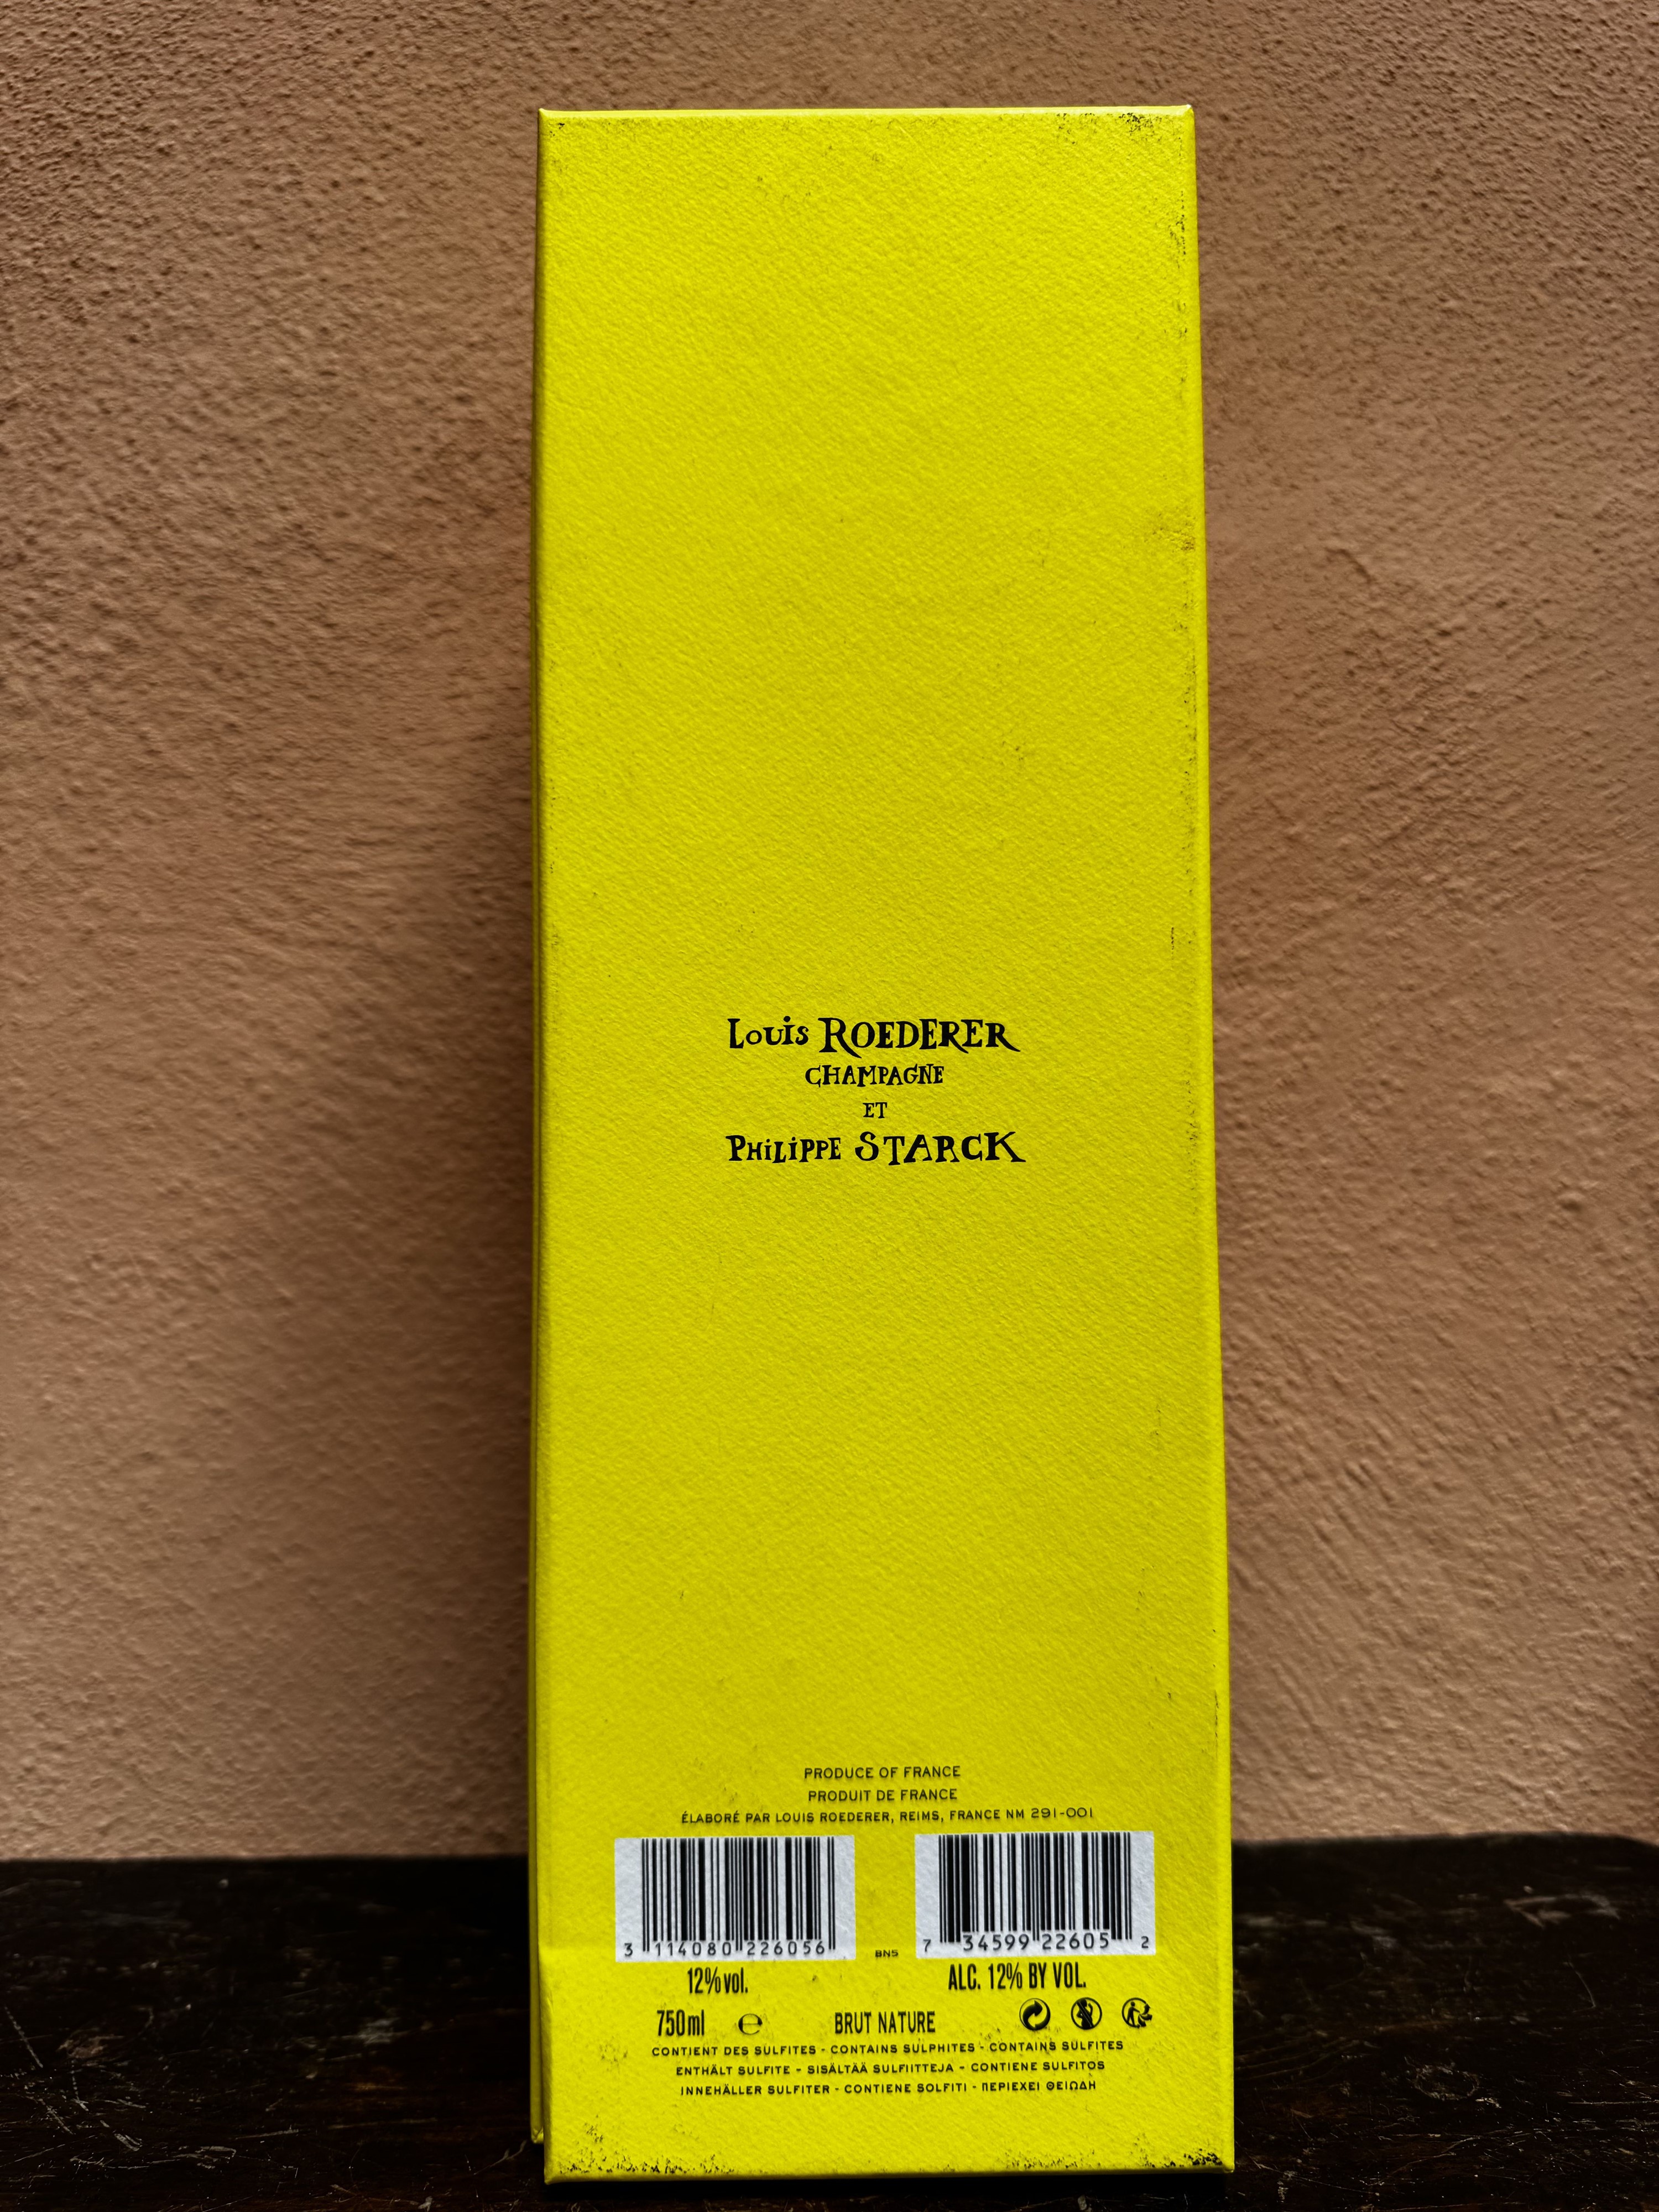 Louis ROEDERER
CHAMPAGNE
ET
PHiLiPPE STARCK
PRODUCE OF FRANCE
PRODUIT DE FRANCE
ÉLABORÉ PAR LOUIS ROEDERER, REIMS, FRANCE NM 291-001
3 114080 226056 BNS 7 34599 22605 2
12%vol. ALC. 12% BY VOL.
750ml ℮ BRUT NATURE
CONTIENT DES SULFITES - CONTAINS SULPHITES - CONTAINS SULFITES
ENTHÄLT SULFITE - SISÄLTÄÄ SULFIITTEJA - CONTIENE SULFITOS
INNEHÅLLER SULFITER - CONTIENE SOLFITI - ΠΕΡΙΕΧΕΙ ΘΕΙΩΔΗ